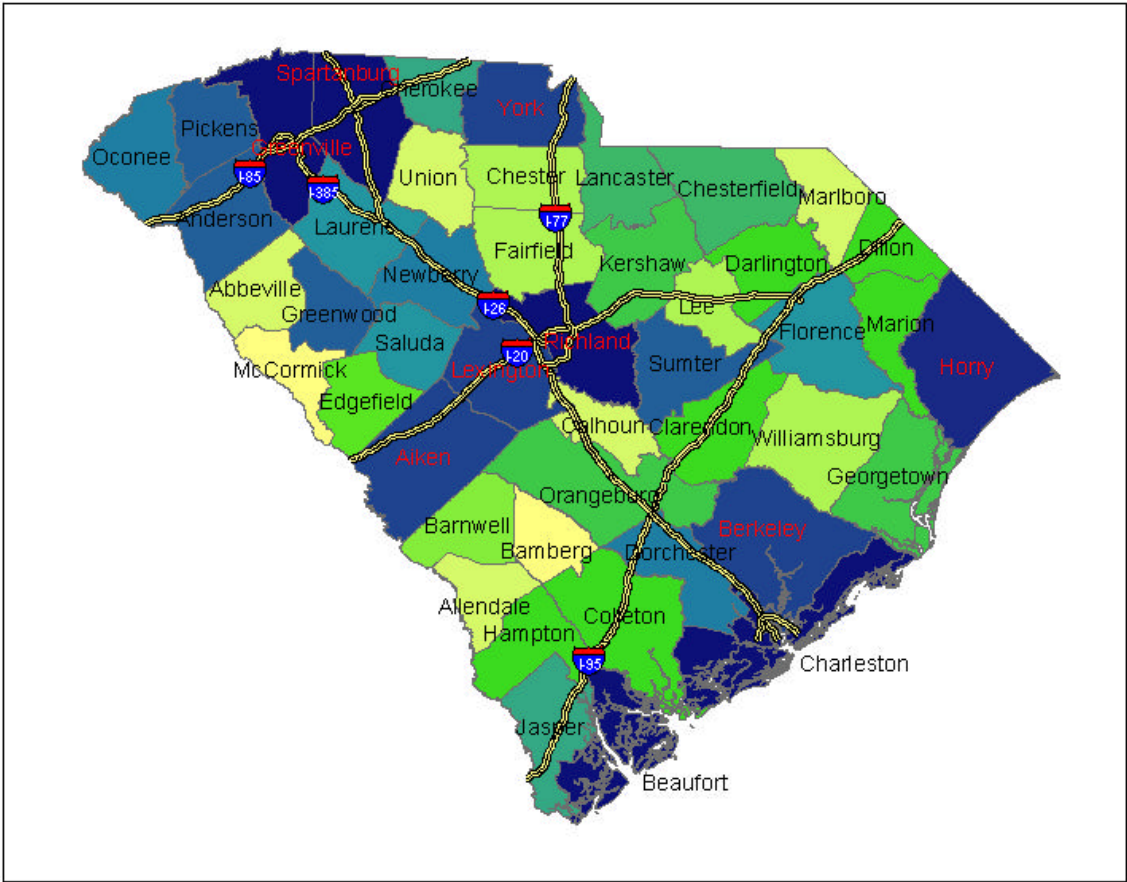 Spartanburg
Cherokee
York
Pickens
Greenville
Oconee
I-85
Union
Chester
Lancaster
Chesterfield
Marlboro
I-385
Anderson
Laurens
I-77
Fairfield
Dillon
Newberry
Kershaw
Darlington
Abbeville
Greenwood
I-26
Lee
Florence
Marion
Saluda
I-20
Richland
Sumter
McCormick
Lexington
Horry
Edgefield
Calhoun
Clarendon
Williamsburg
Aiken
Georgetown
Orangeburg
Barnwell
Berkeley
Bamberg
Dorchester
Allendale
Hampton
Colleton
I-95
Charleston
Jasper
Beaufort